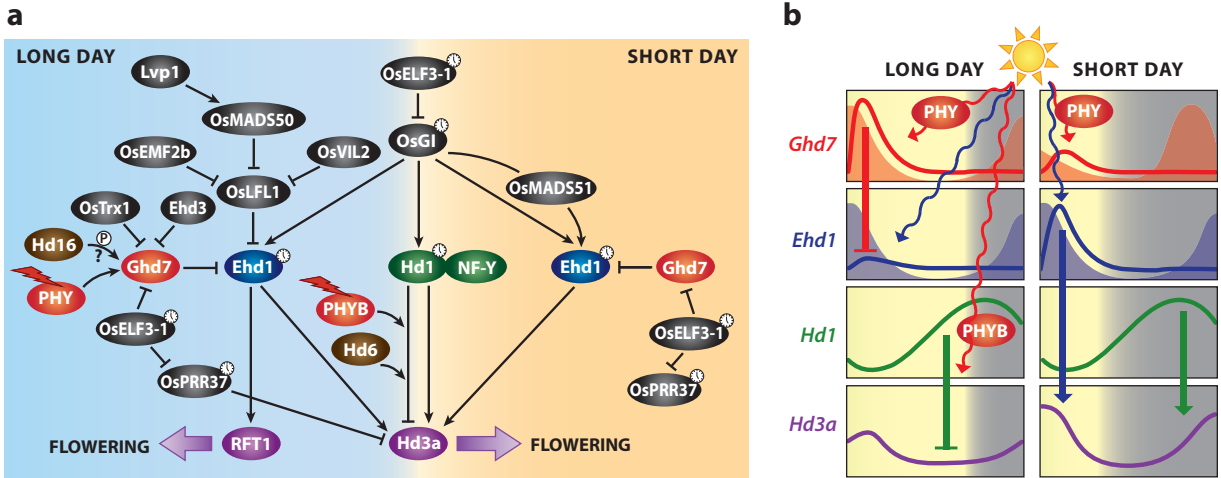 a
LONG DAY
SHORT DAY
Lvp1
OsELF3-1
OsMADS50
OsGI
OsEMF2b
OsVIL2
OsLFL1
OsMADS51
OsTrx1
Ehd3
Hd16
P
?
Ghd7
Ehd1
Hd1
NF-Y
Ehd1
Ghd7
PHY
PHYB
OsELF3-1
OsELF3-1
Hd6
OsPRR37
OsPRR37
FLOWERING
RFT1
Hd3a
FLOWERING
b
LONG DAY
SHORT DAY
Ghd7
PHY
PHY
Ehd1
Hd1
PHYB
Hd3a